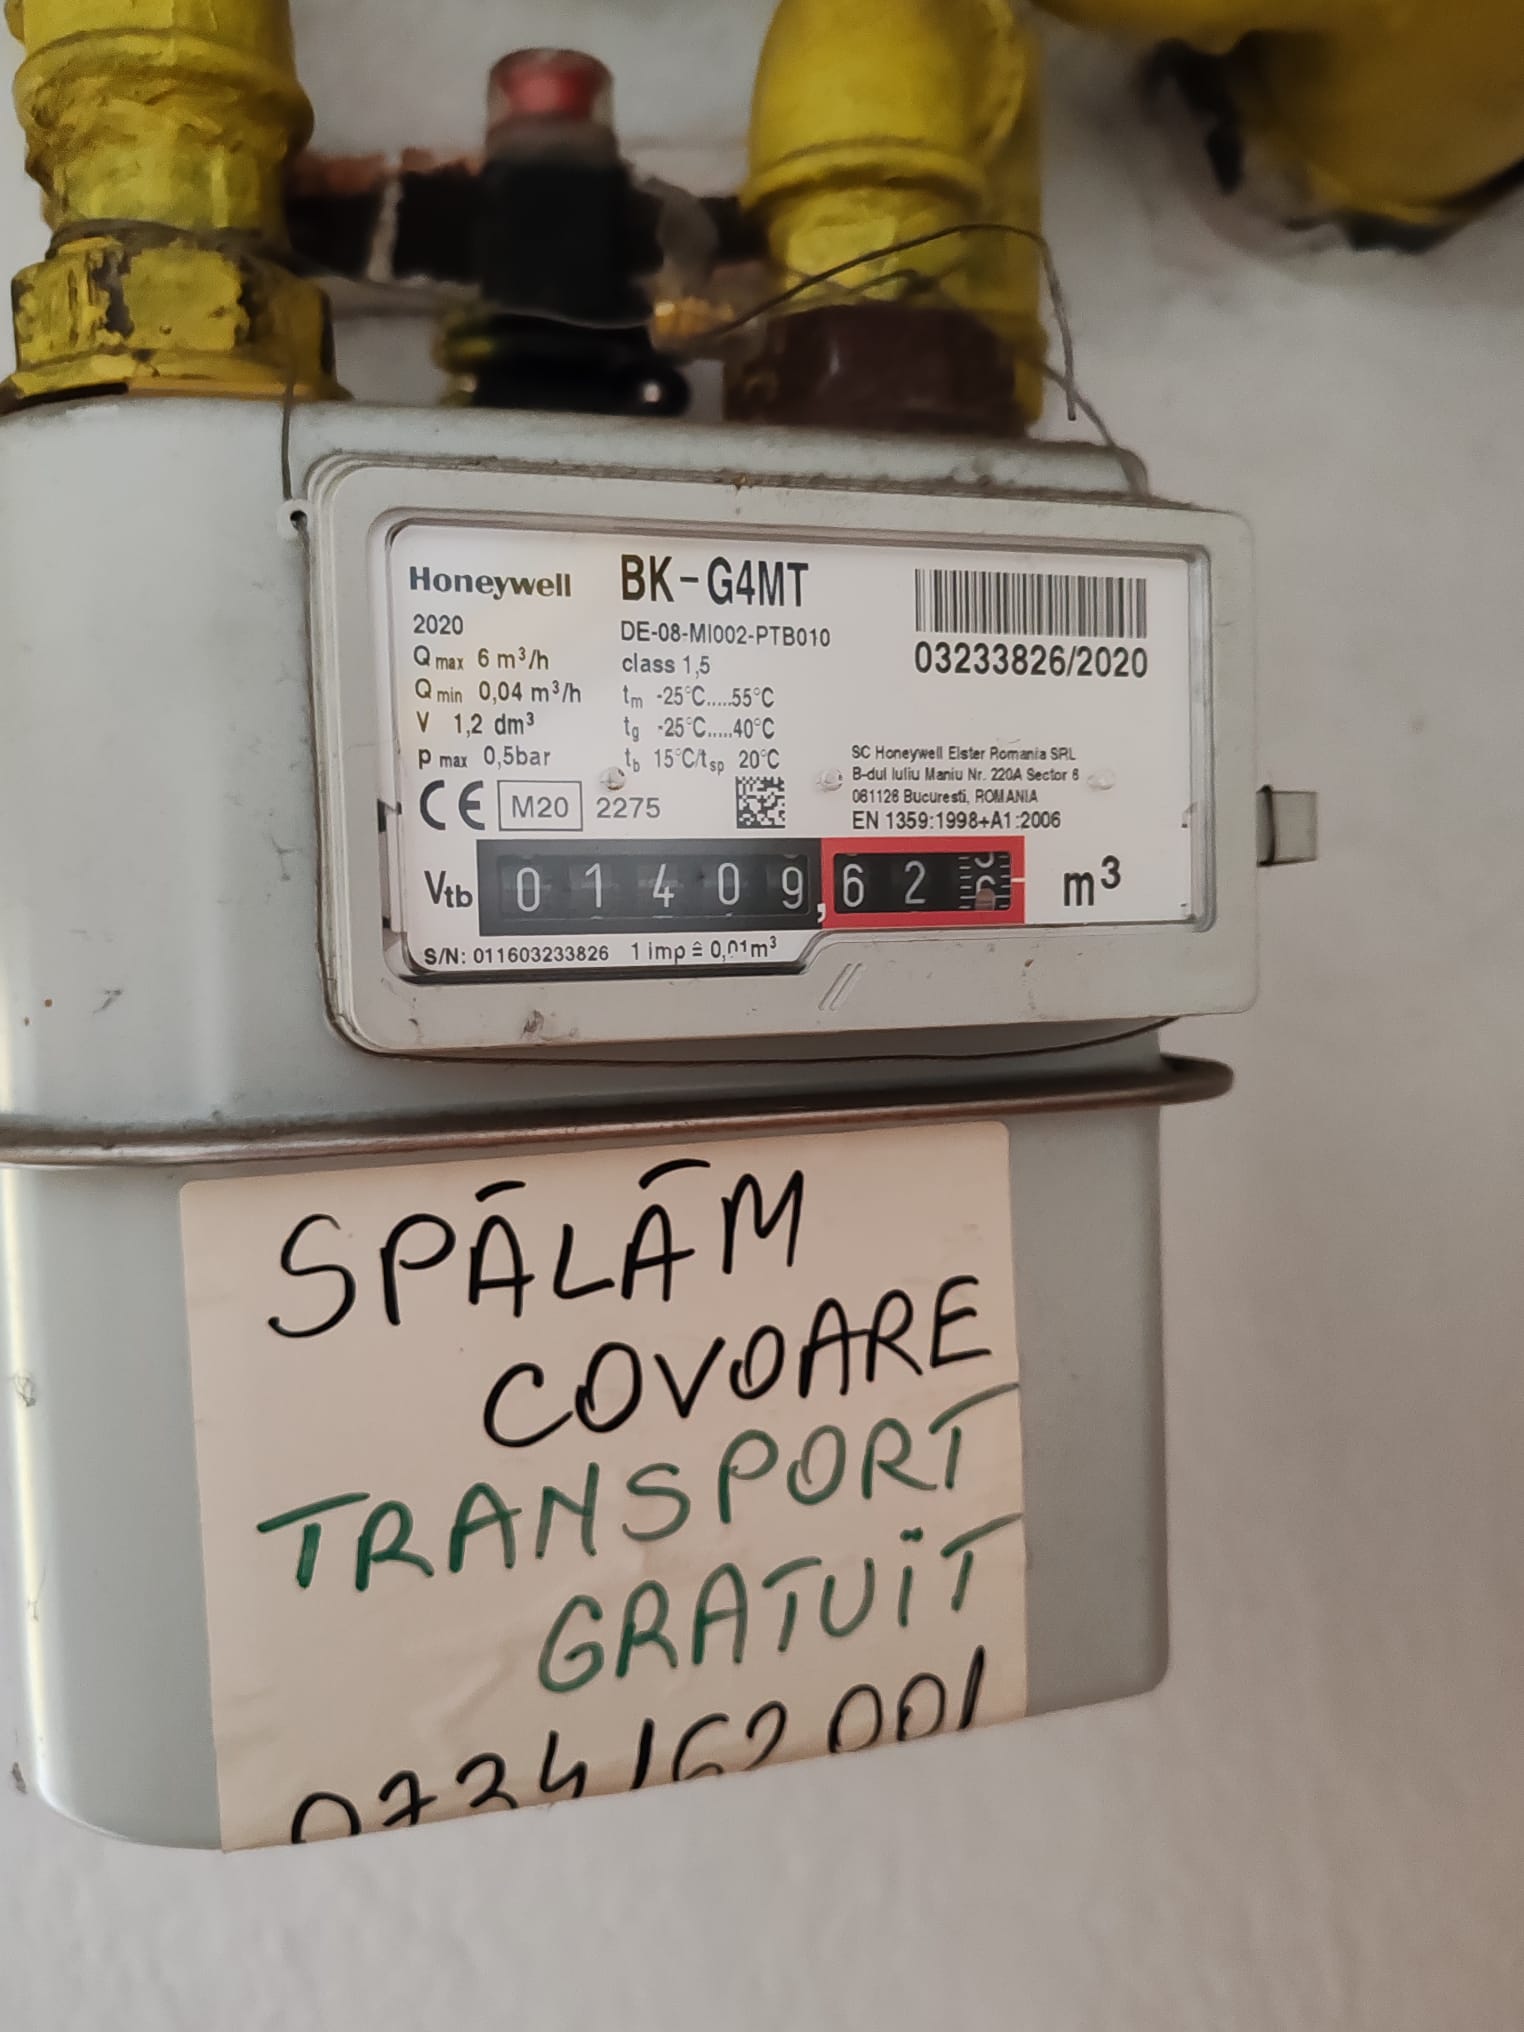 Honeywell
BK-G4MT
2020
DE-08-MI002-PTB010
03233826/2020
Qmax 6 m³/h
class 1,5
Qmin 0,04 m³/h
tm -25°C.....55°C
V 1,2 dm³
tg -25°C.....40°C
pmax 0,5bar
tb 15°C/tsp 20°C
SC Honeywell Elster Romania SRL
B-dul Iuliu Maniu Nr. 220A Sector 6
061126 Bucuresti, ROMANIA
EN 1359:1998+A1:2006
CE M20 2275
Vtb 01409,62 m³
S/N: 011603233826 1 imp ≙ 0,01m³
SPĀLĀM
COVOARE
TRANSPORT
GRATUIT